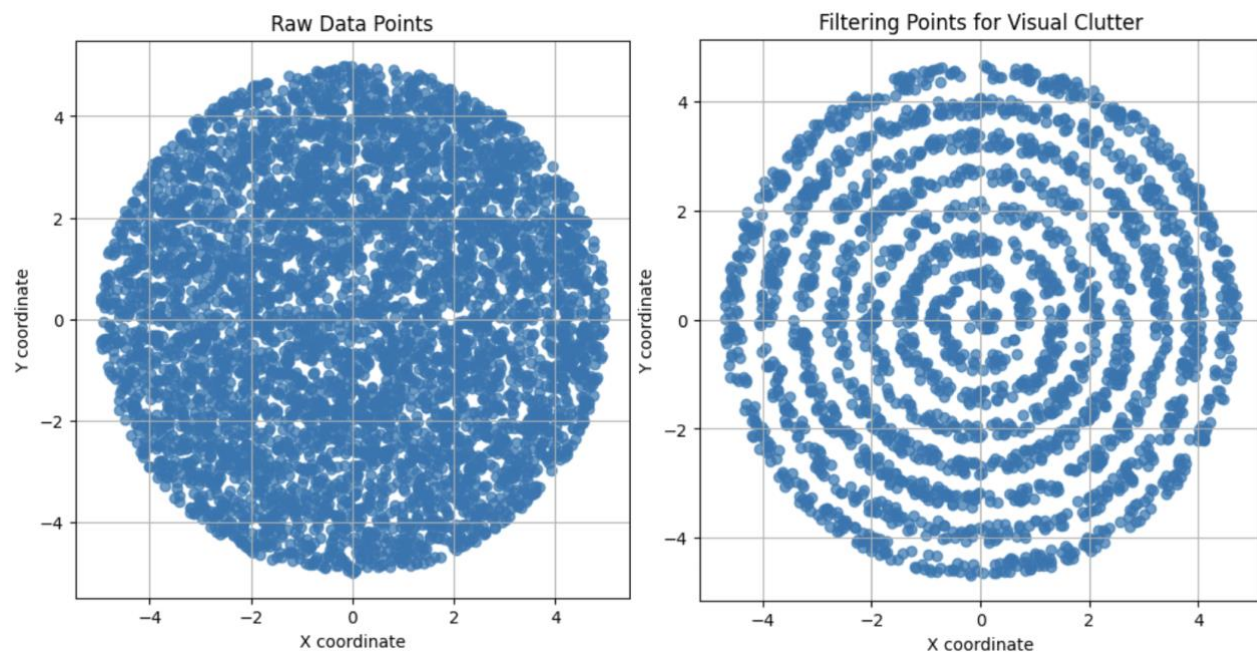 Raw Data Points
4
2
0
−2
−4
Y coordinate
−4 −2 0 2 4
X coordinate
Filtering Points for Visual Clutter
4
2
0
−2
−4
Y coordinate
−4 −2 0 2 4
X coordinate